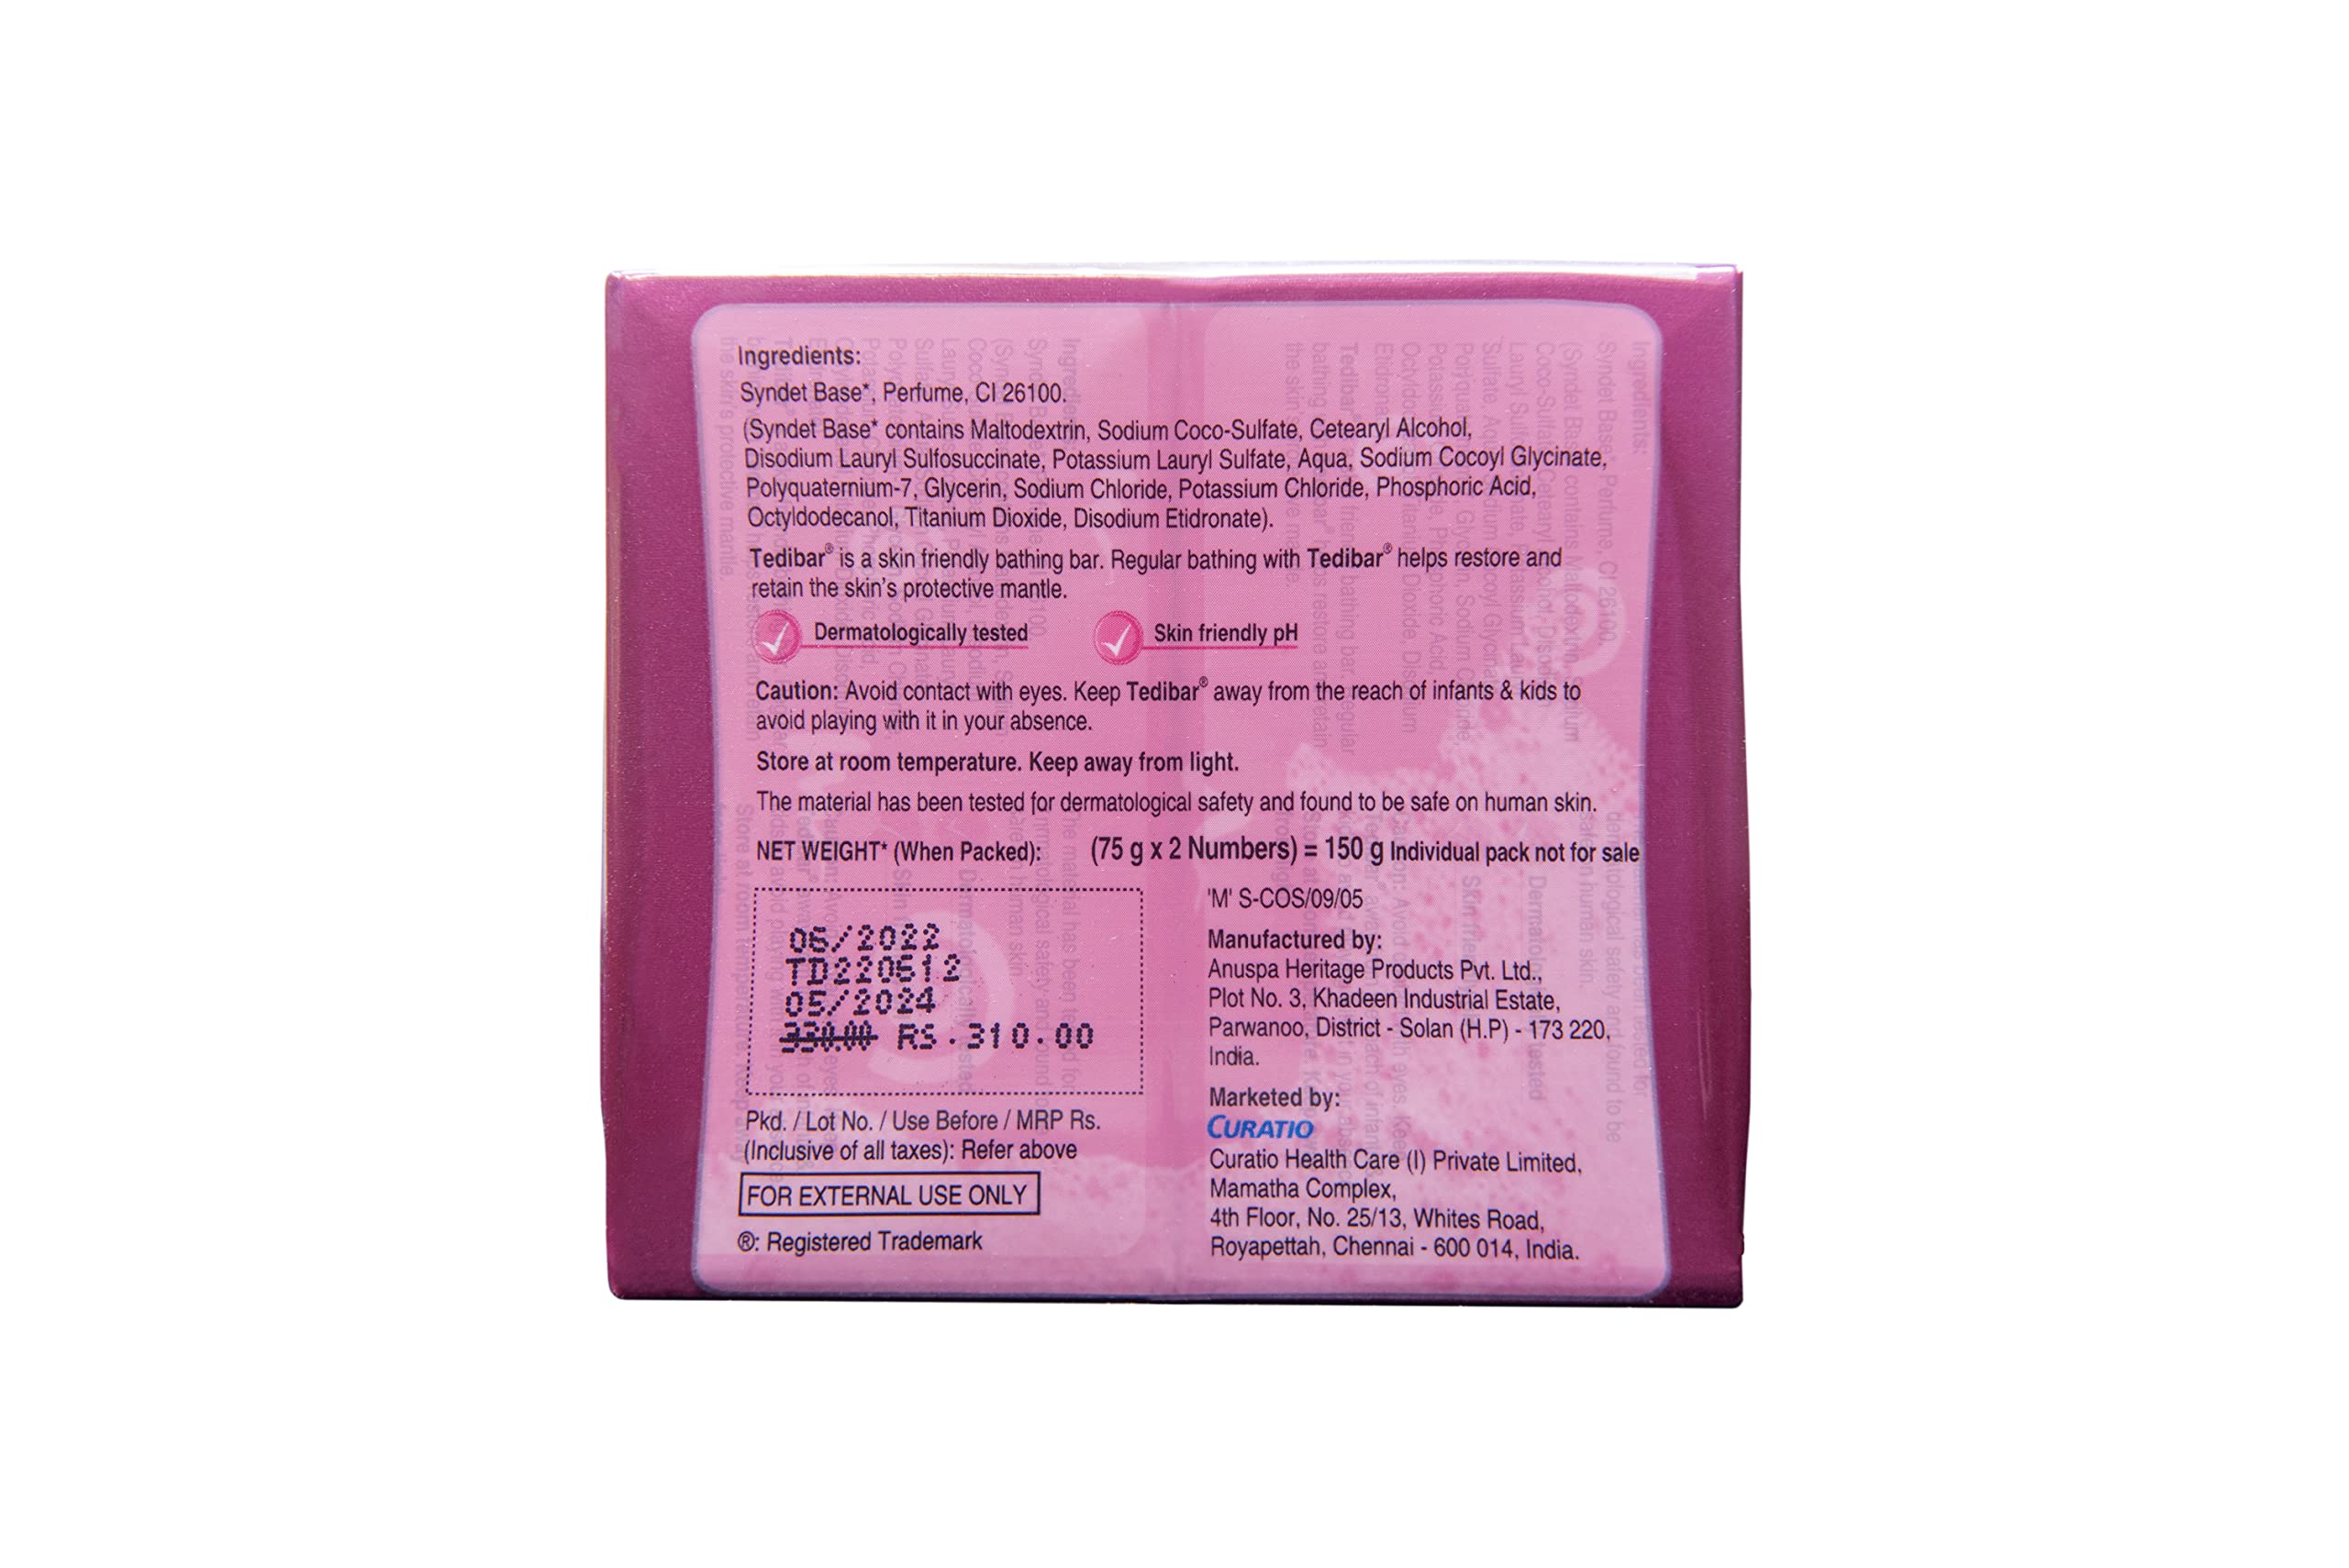 Ingredients:
Syndet Base*, Perfume, CI 26100.
(Syndet Base* contains Maltodextrin, Sodium Coco-Sulfate, Cetearyl Alcohol,
Disodium Lauryl Sulfosuccinate, Potassium Lauryl Sulfate, Aqua, Sodium Cocoyl Glycinate,
Polyquaternium-7, Glycerin, Sodium Chloride, Potassium Chloride, Phosphoric Acid,
Octyldodecanol, Titanium Dioxide, Disodium Etidronate).
Tedibar® is a skin friendly bathing bar. Regular bathing with Tedibar® helps restore and
retain the skin's protective mantle.
Dermatologically tested
Skin friendly pH
Caution: Avoid contact with eyes. Keep Tedibar® away from the reach of infants & kids to
avoid playing with it in your absence.
Store at room temperature. Keep away from light.
The material has been tested for dermatological safety and found to be safe on human skin.
NET WEIGHT* (When Packed): (75 g x 2 Numbers) = 150 g Individual pack not for sale
06/2022
TD220612
05/2024
330.00 RS.310.00
Pkd. / Lot No. / Use Before / MRP Rs.
(Inclusive of all taxes): Refer above
FOR EXTERNAL USE ONLY
®: Registered Trademark
'M' S-COS/09/05
Manufactured by:
Anuspa Heritage Products Pvt. Ltd.,
Plot No. 3, Khadeen Industrial Estate,
Parwanoo, District - Solan (H.P) - 173 220,
India.
Marketed by:
CURATIO
Curatio Health Care (I) Private Limited,
Mamatha Complex,
4th Floor, No. 25/13, Whites Road,
Royapettah, Chennai - 600 014, India.